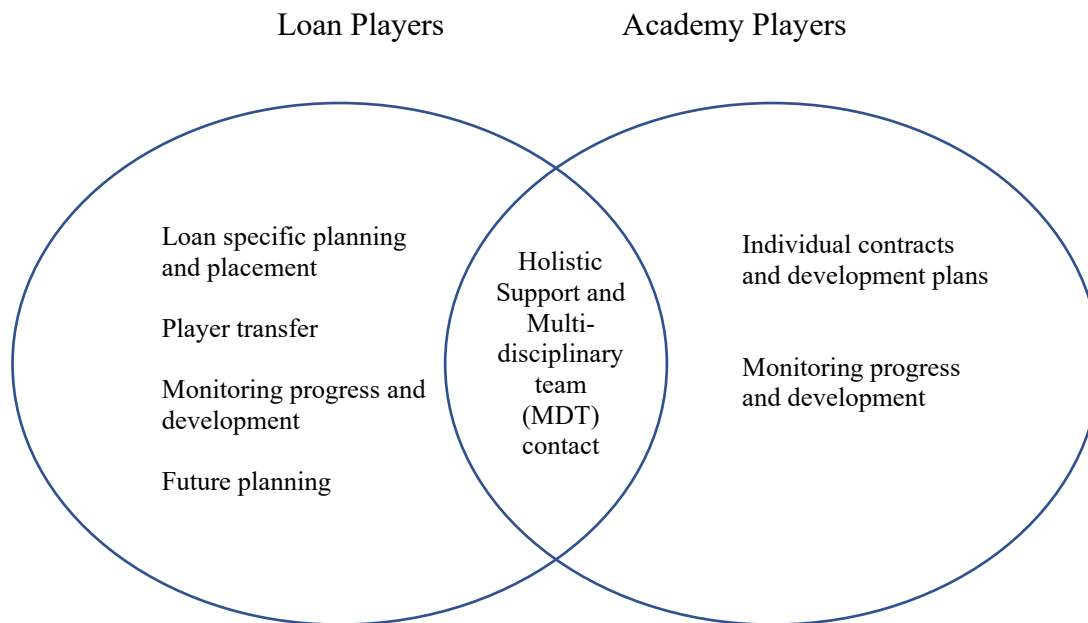 Loan Players
Academy Players
Loan specific planning
and placement
Player transfer
Monitoring progress and
development
Future planning
Holistic
Support and
Multi-
disciplinary
team
(MDT)
contact
Individual contracts
and development plans
Monitoring progress
and development